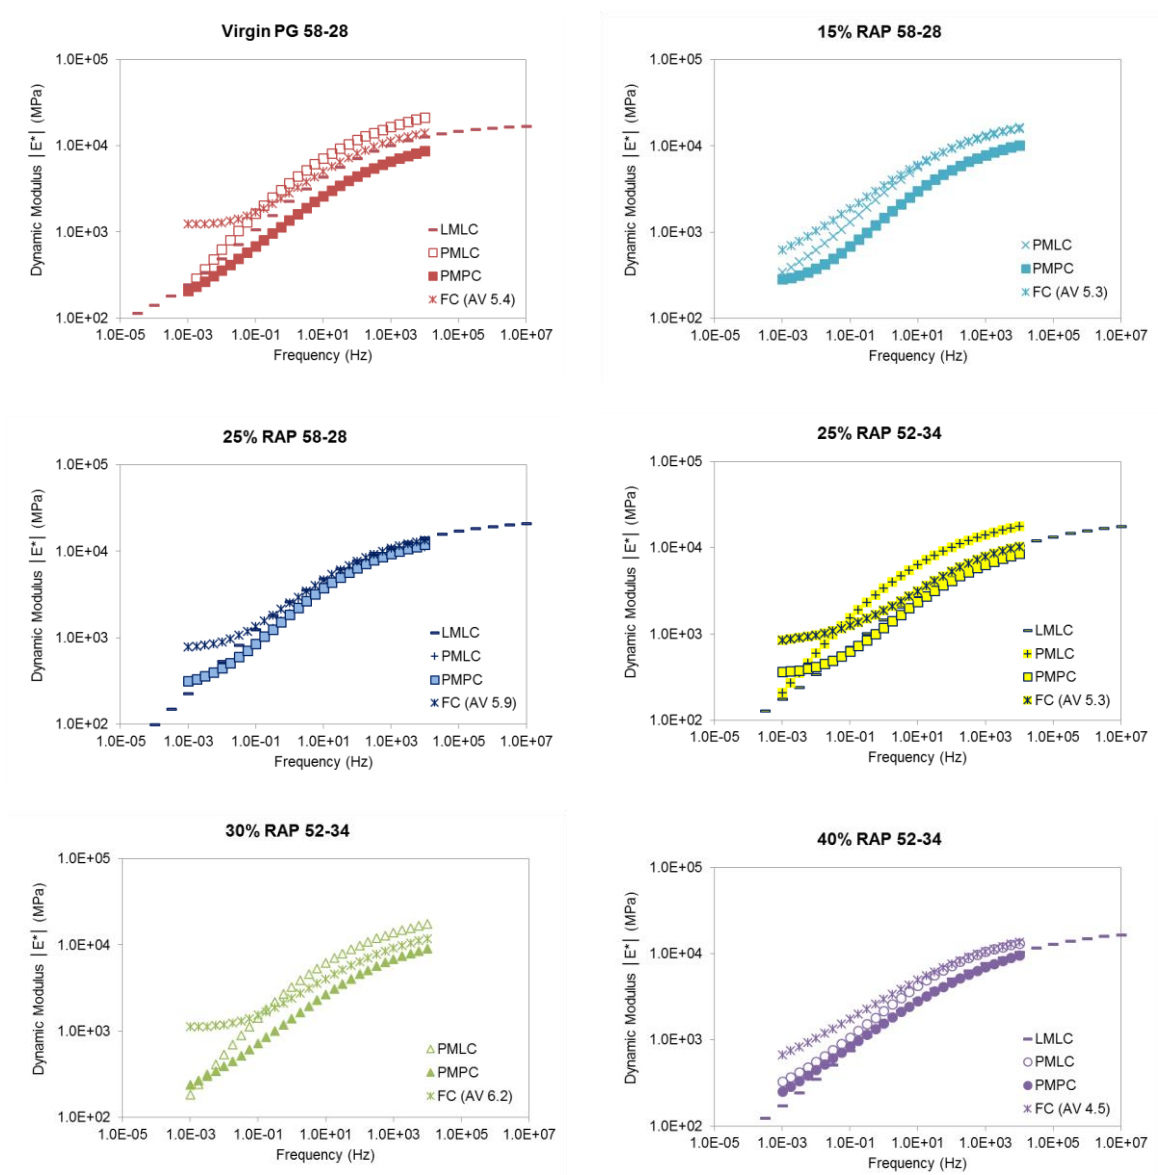 Virgin PG 58-28
Dynamic Modulus |E*| (MPa)
1.0E+05
1.0E+04
1.0E+03
1.0E+02
LMLC
PMLC
PMPC
FC (AV 5.4)
1.0E-05 1.0E-03 1.0E-01 1.0E+01 1.0E+03 1.0E+05 1.0E+07
Frequency (Hz)
15% RAP 58-28
Dynamic Modulus |E*| (MPa)
1.0E+05
1.0E+04
1.0E+03
1.0E+02
PMLC
PMPC
FC (AV 5.3)
1.0E-05 1.0E-03 1.0E-01 1.0E+01 1.0E+03 1.0E+05 1.0E+07
Frequency (Hz)
25% RAP 58-28
Dynamic Modulus |E*| (MPa)
1.0E+05
1.0E+04
1.0E+03
1.0E+02
LMLC
PMLC
PMPC
FC (AV 5.9)
1.0E-05 1.0E-03 1.0E-01 1.0E+01 1.0E+03 1.0E+05 1.0E+07
Frequency (Hz)
25% RAP 52-34
Dynamic Modulus |E*| (MPa)
1.0E+05
1.0E+04
1.0E+03
1.0E+02
LMLC
PMLC
PMPC
FC (AV 5.3)
1.0E-05 1.0E-03 1.0E-01 1.0E+01 1.0E+03 1.0E+05 1.0E+07
Frequency (Hz)
30% RAP 52-34
Dynamic Modulus |E*| (MPa)
1.0E+05
1.0E+04
1.0E+03
1.0E+02
PMLC
PMPC
FC (AV 6.2)
1.0E-05 1.0E-03 1.0E-01 1.0E+01 1.0E+03 1.0E+05 1.0E+07
Frequency (Hz)
40% RAP 52-34
Dynamic Modulus |E*| (MPa)
1.0E+05
1.0E+04
1.0E+03
1.0E+02
LMLC
PMLC
PMPC
FC (AV 4.5)
1.0E-05 1.0E-03 1.0E-01 1.0E+01 1.0E+03 1.0E+05 1.0E+07
Frequency (Hz)